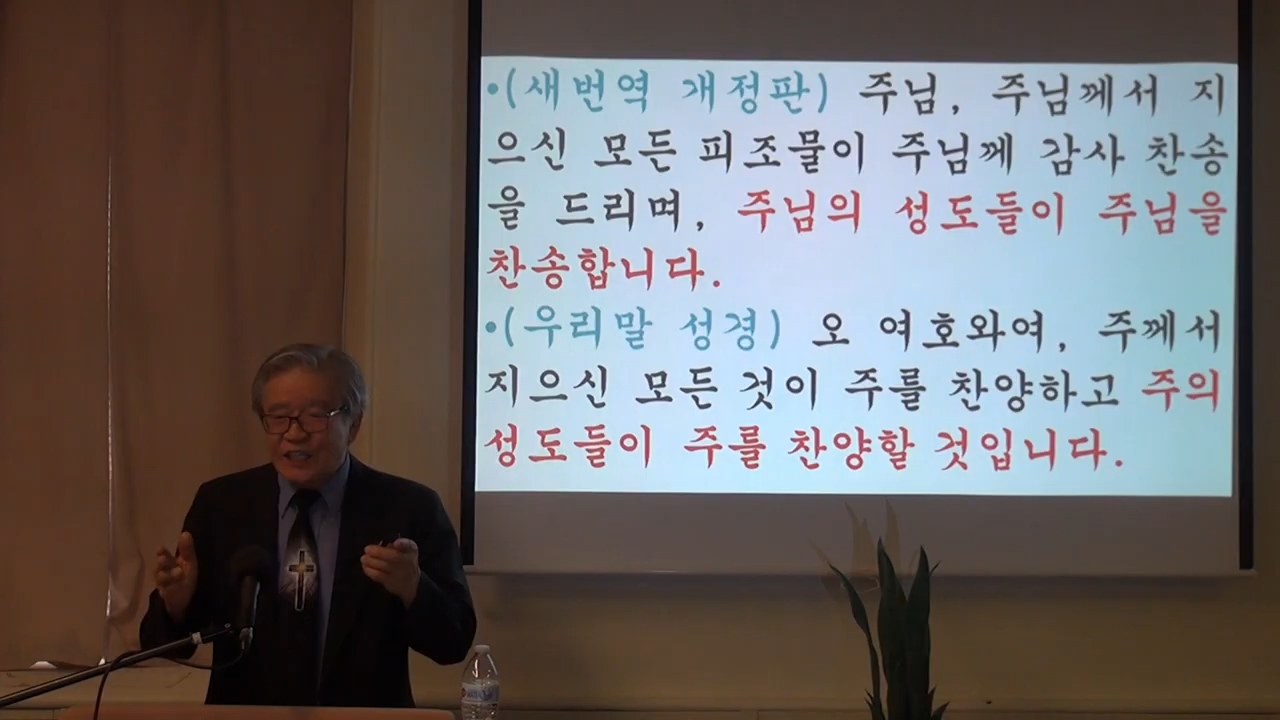 •(새번역 개정판) 주님, 주님께서 지
으신 모든 피조물이 주님께 감사 찬송
을 드리며, 주님의 성도들이 주님을
찬송합니다.
•(우리말 성경) 오 여호와여, 주께서
지으신 모든 것이 주를 찬양하고 주의
성도들이 주를 찬양할 것입니다.